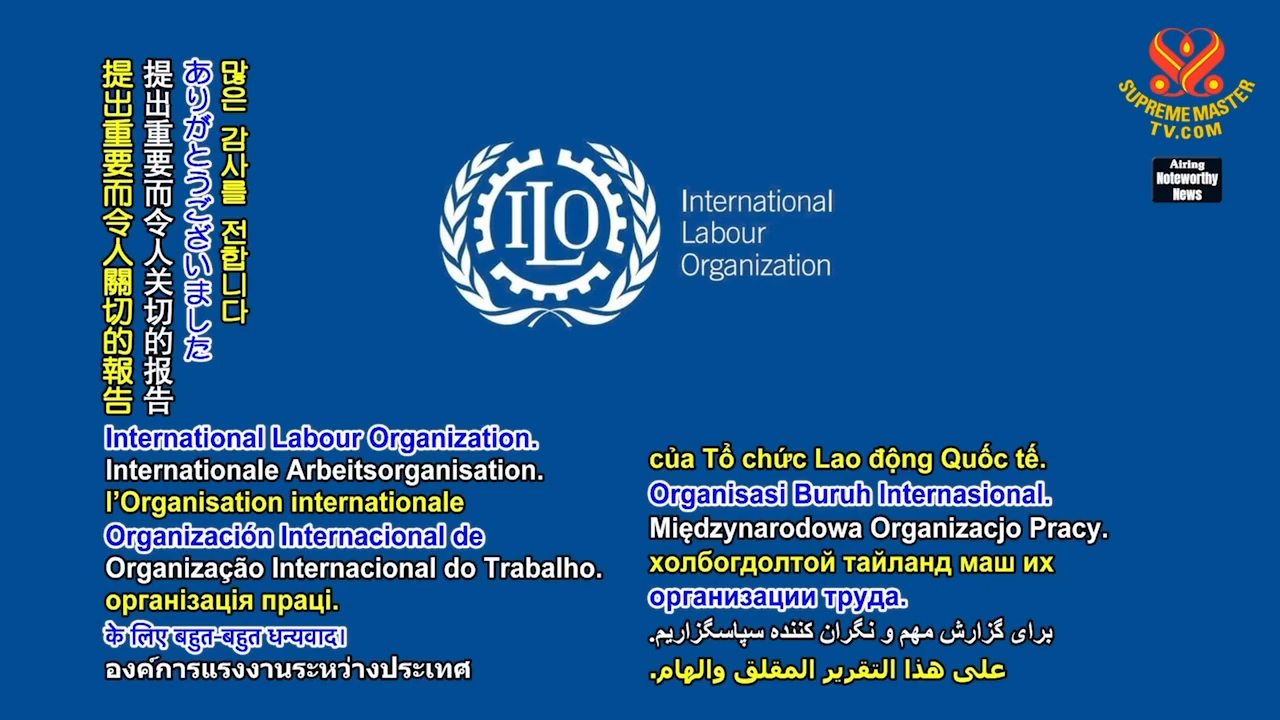 提出重要而令人關切的報告
提出重要而令人关切的报告
ありがとうございました
많은 감사를 전합니다
ILO
International
Labour
Organization
SUPREME MASTER
TV.COM
Airing
Noteworthy
News
International Labour Organization.
Internationale Arbeitsorganisation.
l’Organisation internationale
Organización Internacional de
Organização Internacional do Trabalho.
організація праці.
के लिए बहुत-बहुत धन्यवाद।
องค์การแรงงานระหว่างประเทศ
của Tổ chức Lao động Quốc tế.
Organisasi Buruh Internasional.
Międzynarodowa Organizacjo Pracy.
холбогдолтой тайланд маш их
организации труда.
برای گزارش مهم و نگران کننده سپاسگزاریم.
على هذا التقرير المقلق والهام.